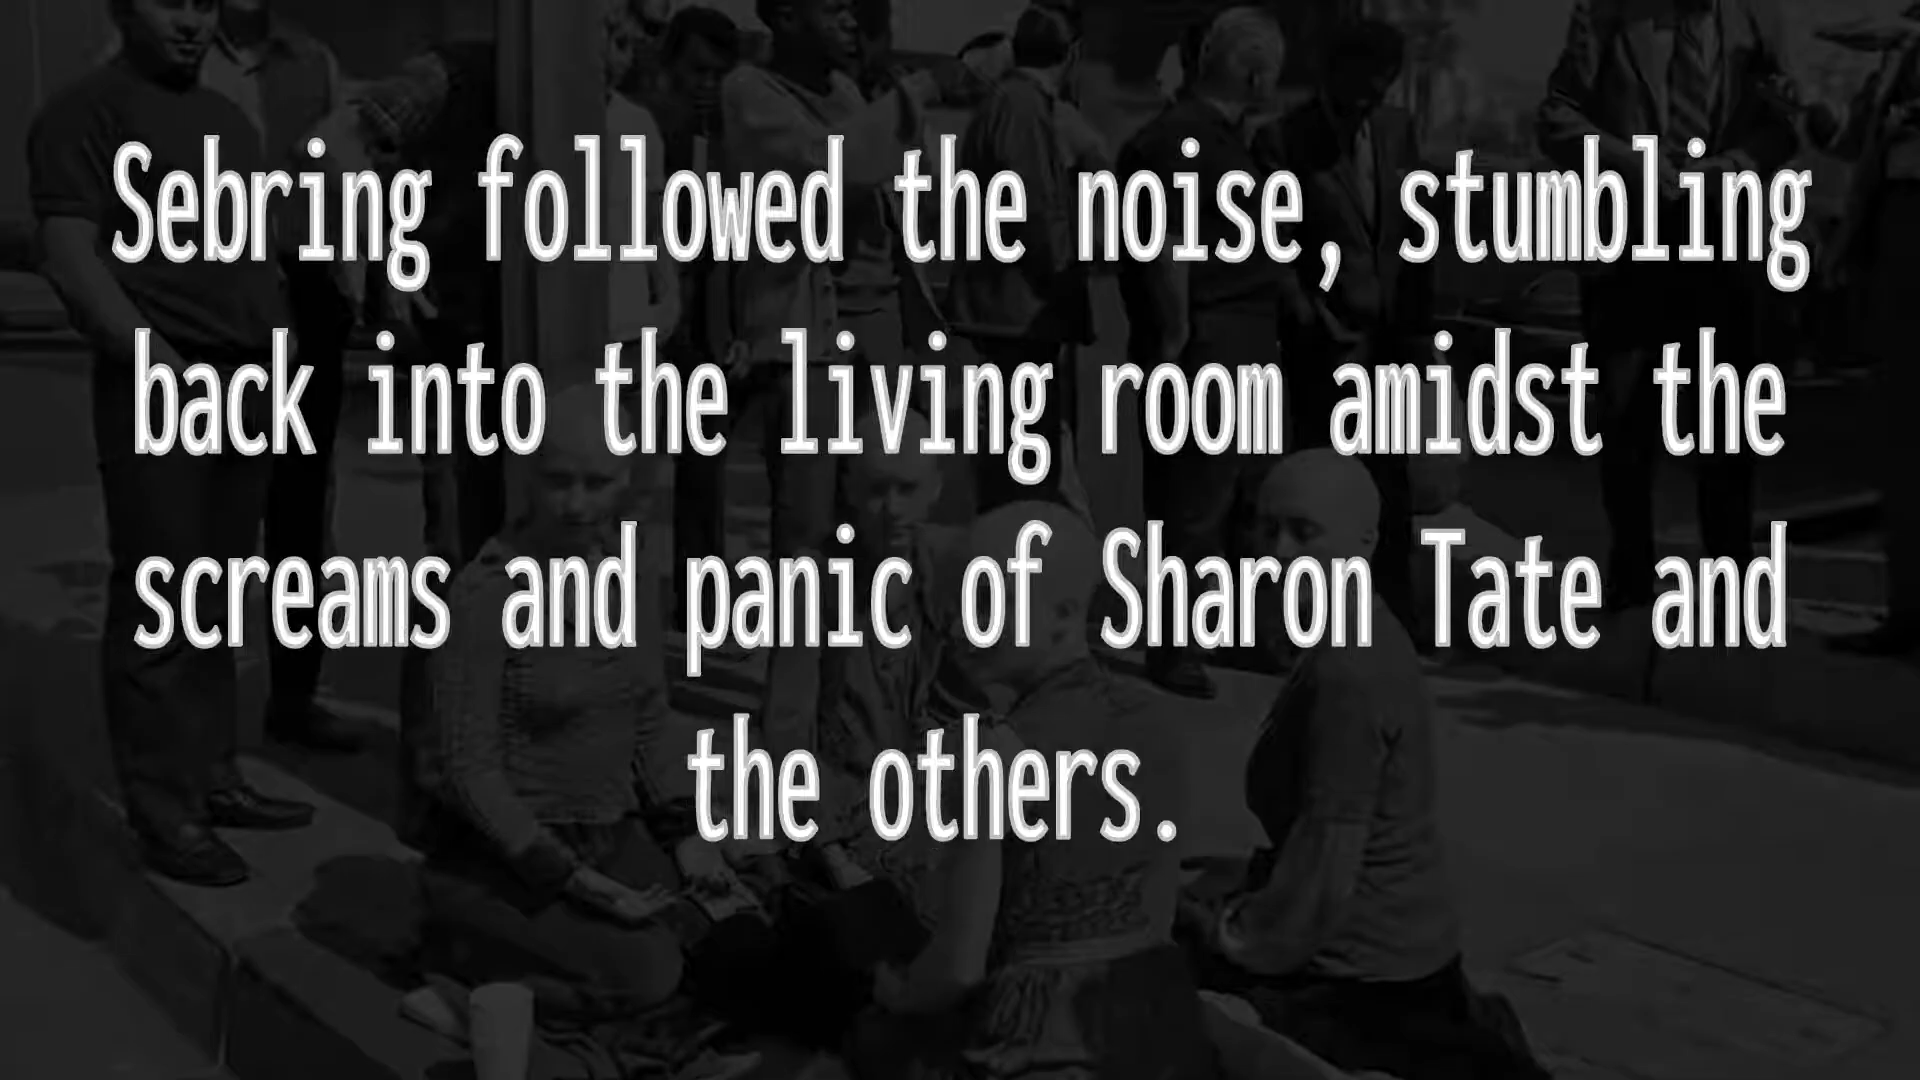 Sebring followed the noise, stumbling
back into the living room amidst the
screams and panic of Sharon Tate and
the others.